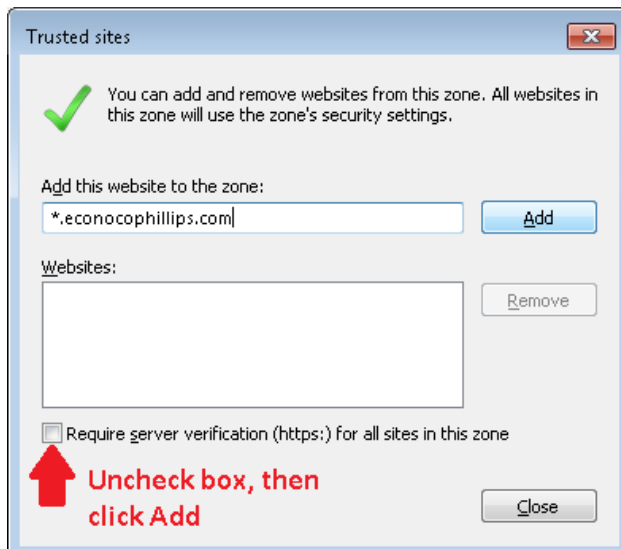 Trusted sites
You can add and remove websites from this zone. All websites in
this zone will use the zone's security settings.
Add this website to the zone:
*.econocophillips.com
Add
Websites:
Remove
Require server verification (https:) for all sites in this zone
Uncheck box, then
click Add
Close